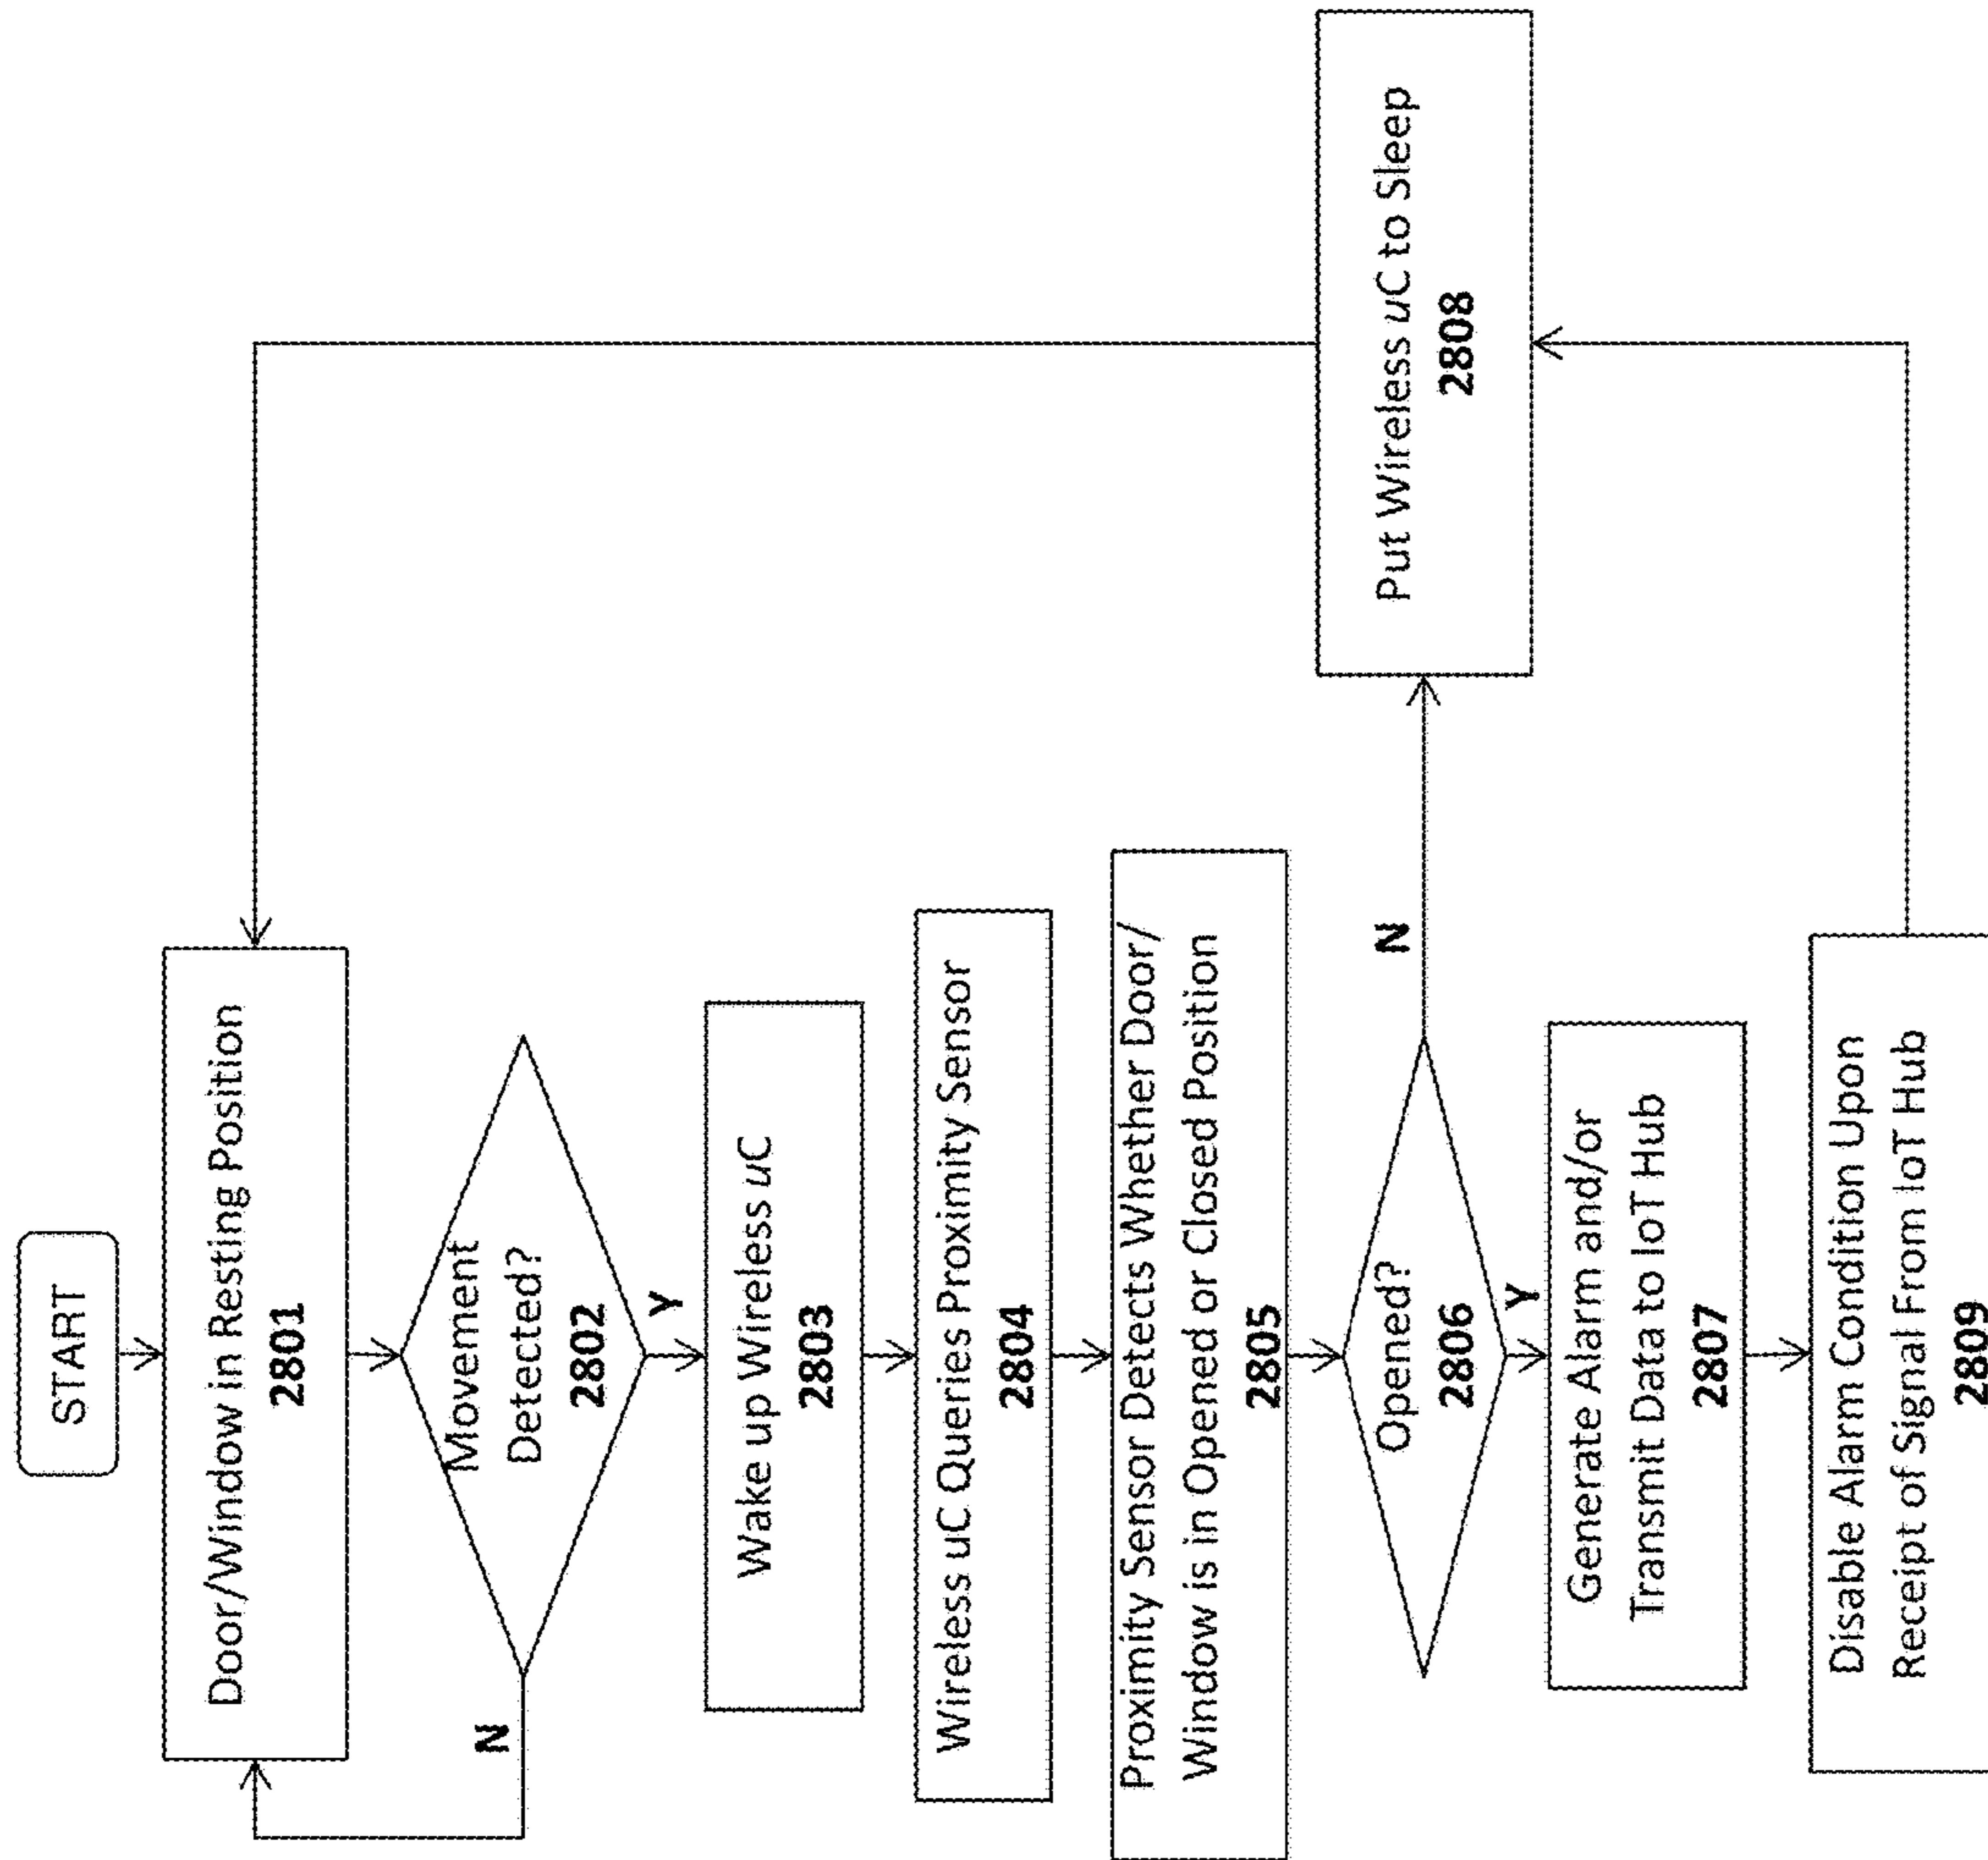 START
Door/Window in Resting Position
2801
Movement
Detected?
2802
N
Y
Wake up Wireless uC
2803
Wireless uC Queries Proximity Sensor
2804
Proximity Sensor Detects Whether Door/
Window is in Opened or Closed Position
2805
Opened?
2806
N
Y
Generate Alarm and/or
Transmit Data to IoT Hub
2807
Put Wireless uC to Sleep
2808
Disable Alarm Condition Upon
Receipt of Signal From IoT Hub
2809